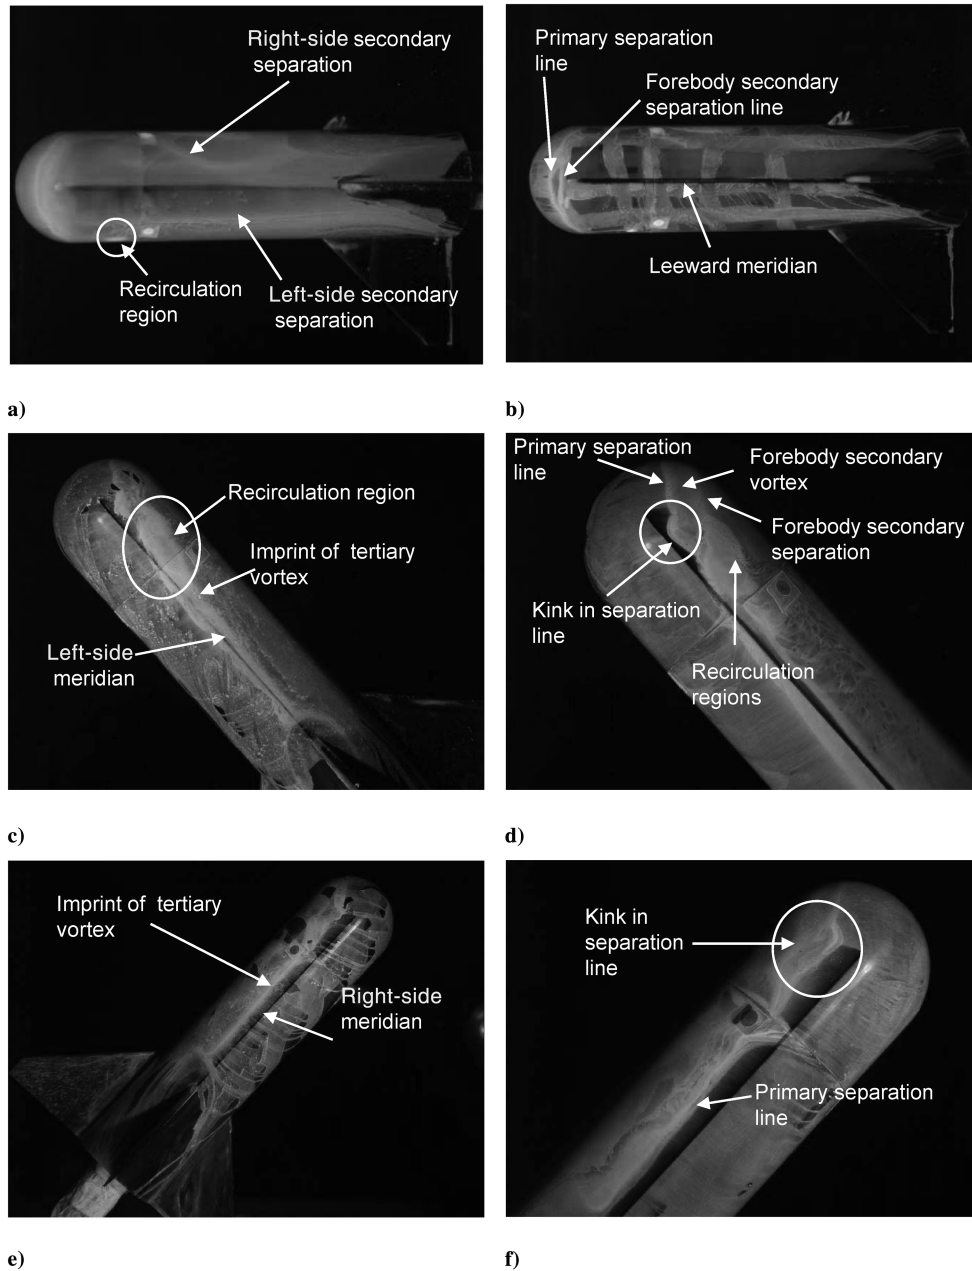 Right-side secondary
separation
Recirculation
region
Left-side secondary
separation
a)
Primary separation
line
Forebody secondary
separation line
Leeward meridian
b)
Recirculation region
Imprint of tertiary
vortex
Left-side
meridian
c)
Primary separation
line
Forebody secondary
vortex
Forebody secondary
separation
Kink in separation
line
Recirculation
regions
d)
Imprint of tertiary
vortex
Right-side
meridian
e)
Kink in
separation
line
Primary separation
line
f)